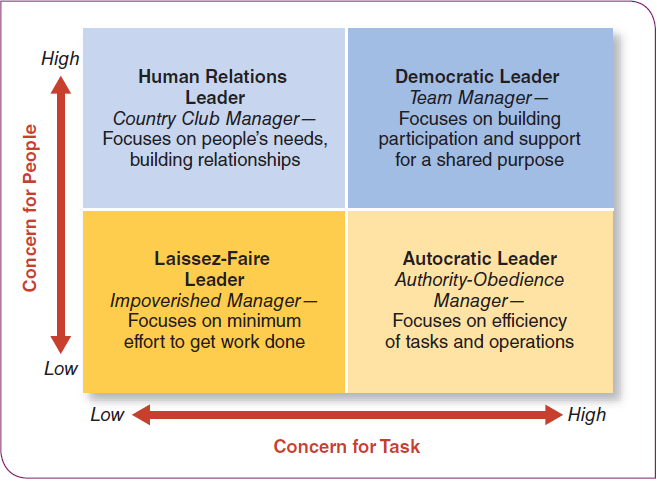 High
Human Relations
Leader
Country Club Manager—
Focuses on people's needs,
building relationships
Democratic Leader
Team Manager—
Focuses on building
participation and support
for a shared purpose
Concern for People
Laissez-Faire
Leader
Impoverished Manager—
Focuses on minimum
effort to get work done
Autocratic Leader
Authority-Obedience
Manager—
Focuses on efficiency
of tasks and operations
Low
Low
High
Concern for Task